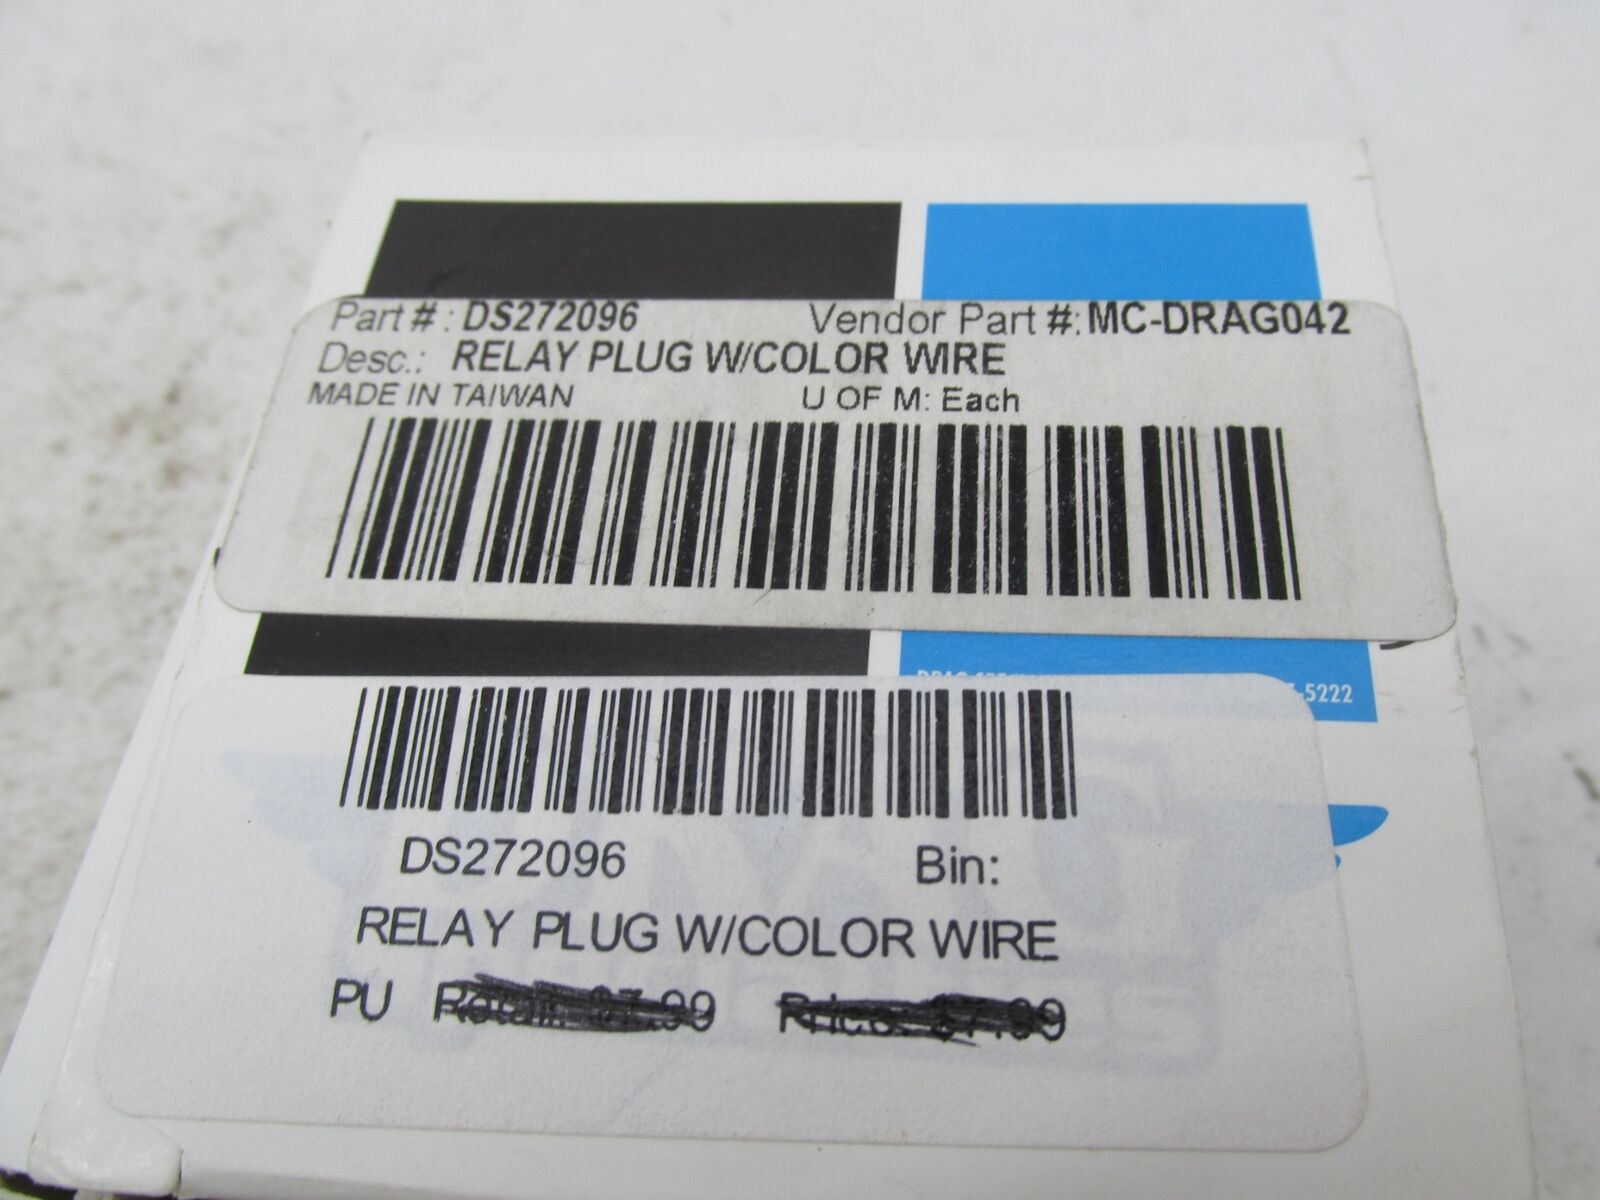 Part #: DS272096 Vendor Part #: MC-DRAG042
Desc.: RELAY PLUG W/COLOR WIRE
MADE IN TAIWAN U OF M: Each
-5222
DS272096 Bin:
RELAY PLUG W/COLOR WIRE
PU